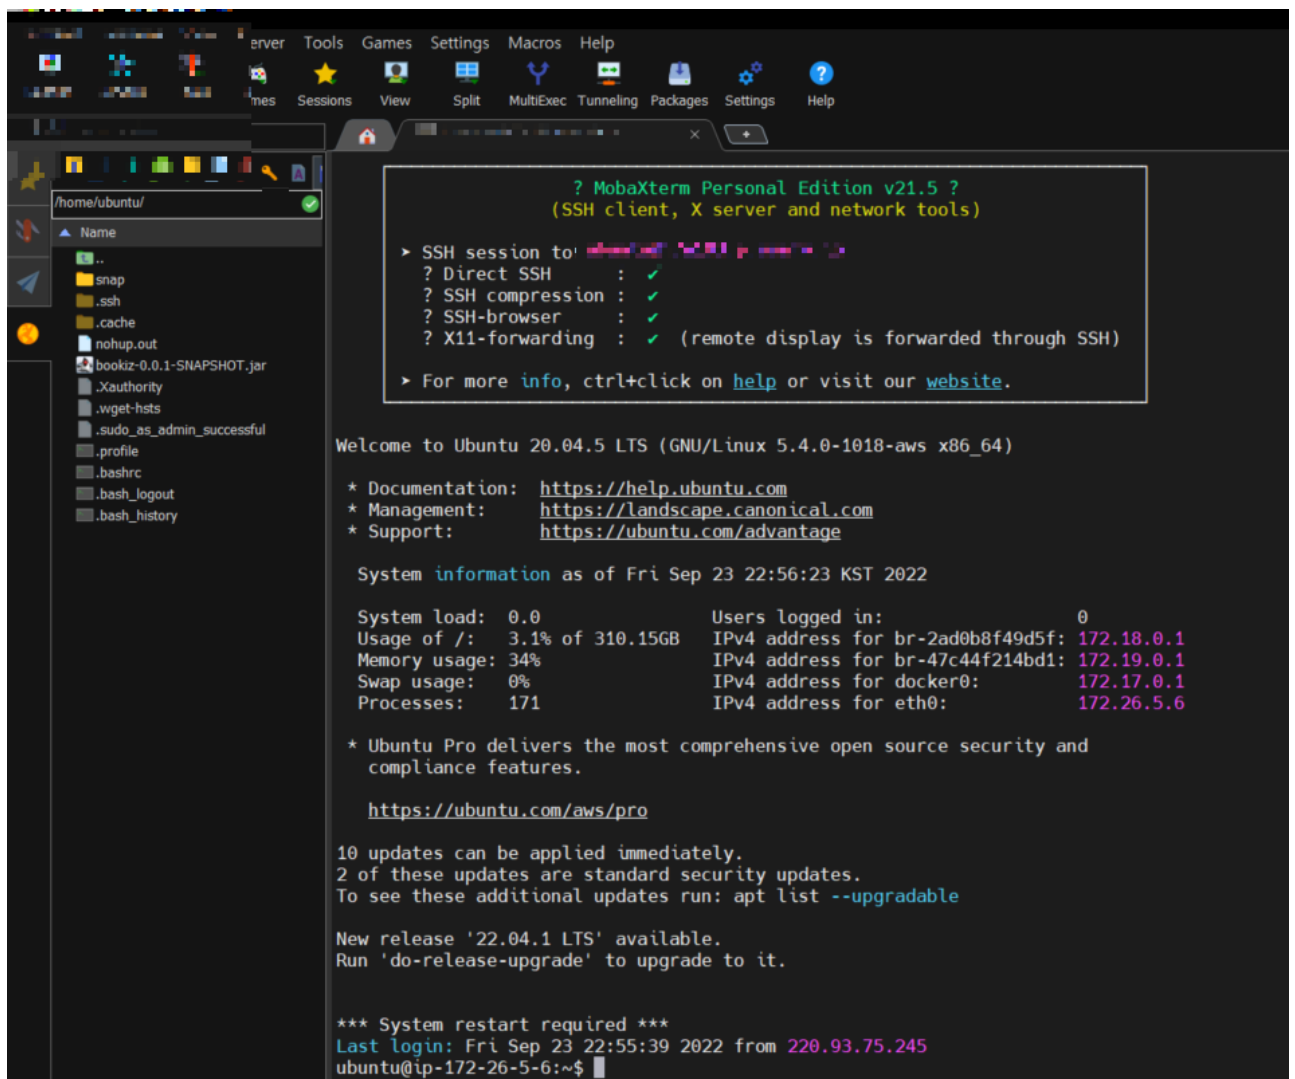 erver Tools Games Settings Macros Help
mes Sessions View Split MultiExec Tunneling Packages Settings Help
/home/ubuntu/
Name
..
snap
.ssh
.cache
nohup.out
bookiz-0.0.1-SNAPSHOT.jar
.Xauthority
.wget-hsts
.sudo_as_admin_successful
.profile
.bashrc
.bash_logout
.bash_history
? MobaXterm Personal Edition v21.5 ?
(SSH client, X server and network tools)
➤ SSH session to
? Direct SSH : ✔
? SSH compression : ✔
? SSH-browser : ✔
? X11-forwarding : ✔ (remote display is forwarded through SSH)
➤ For more info, ctrl+click on help or visit our website.
Welcome to Ubuntu 20.04.5 LTS (GNU/Linux 5.4.0-1018-aws x86_64)
* Documentation: https://help.ubuntu.com
* Management: https://landscape.canonical.com
* Support: https://ubuntu.com/advantage
System information as of Fri Sep 23 22:56:23 KST 2022
System load: 0.0 Users logged in: 0
Usage of /: 3.1% of 310.15GB IPv4 address for br-2ad0b8f49d5f: 172.18.0.1
Memory usage: 34% IPv4 address for br-47c44f214bd1: 172.19.0.1
Swap usage: 0% IPv4 address for docker0: 172.17.0.1
Processes: 171 IPv4 address for eth0: 172.26.5.6
* Ubuntu Pro delivers the most comprehensive open source security and
compliance features.
https://ubuntu.com/aws/pro
10 updates can be applied immediately.
2 of these updates are standard security updates.
To see these additional updates run: apt list --upgradable
New release '22.04.1 LTS' available.
Run 'do-release-upgrade' to upgrade to it.
*** System restart required ***
Last login: Fri Sep 23 22:55:39 2022 from 220.93.75.245
ubuntu@ip-172-26-5-6:~$